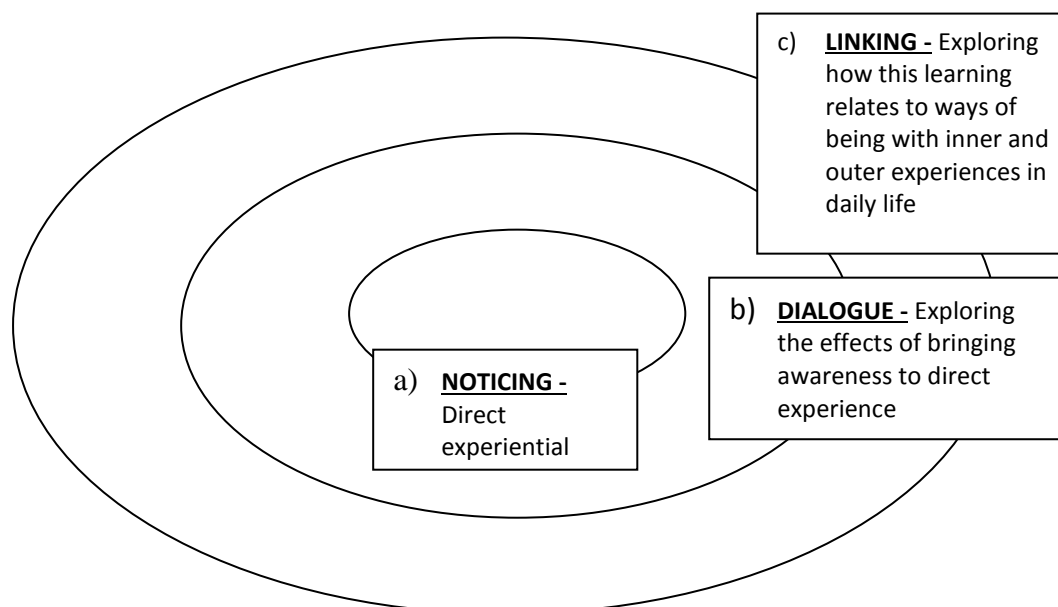 c) LINKING - Exploring
how this learning
relates to ways of
being with inner and
outer experiences in
daily life
b) DIALOGUE - Exploring
the effects of bringing
awareness to direct
experience
a) NOTICING -
Direct
experiential